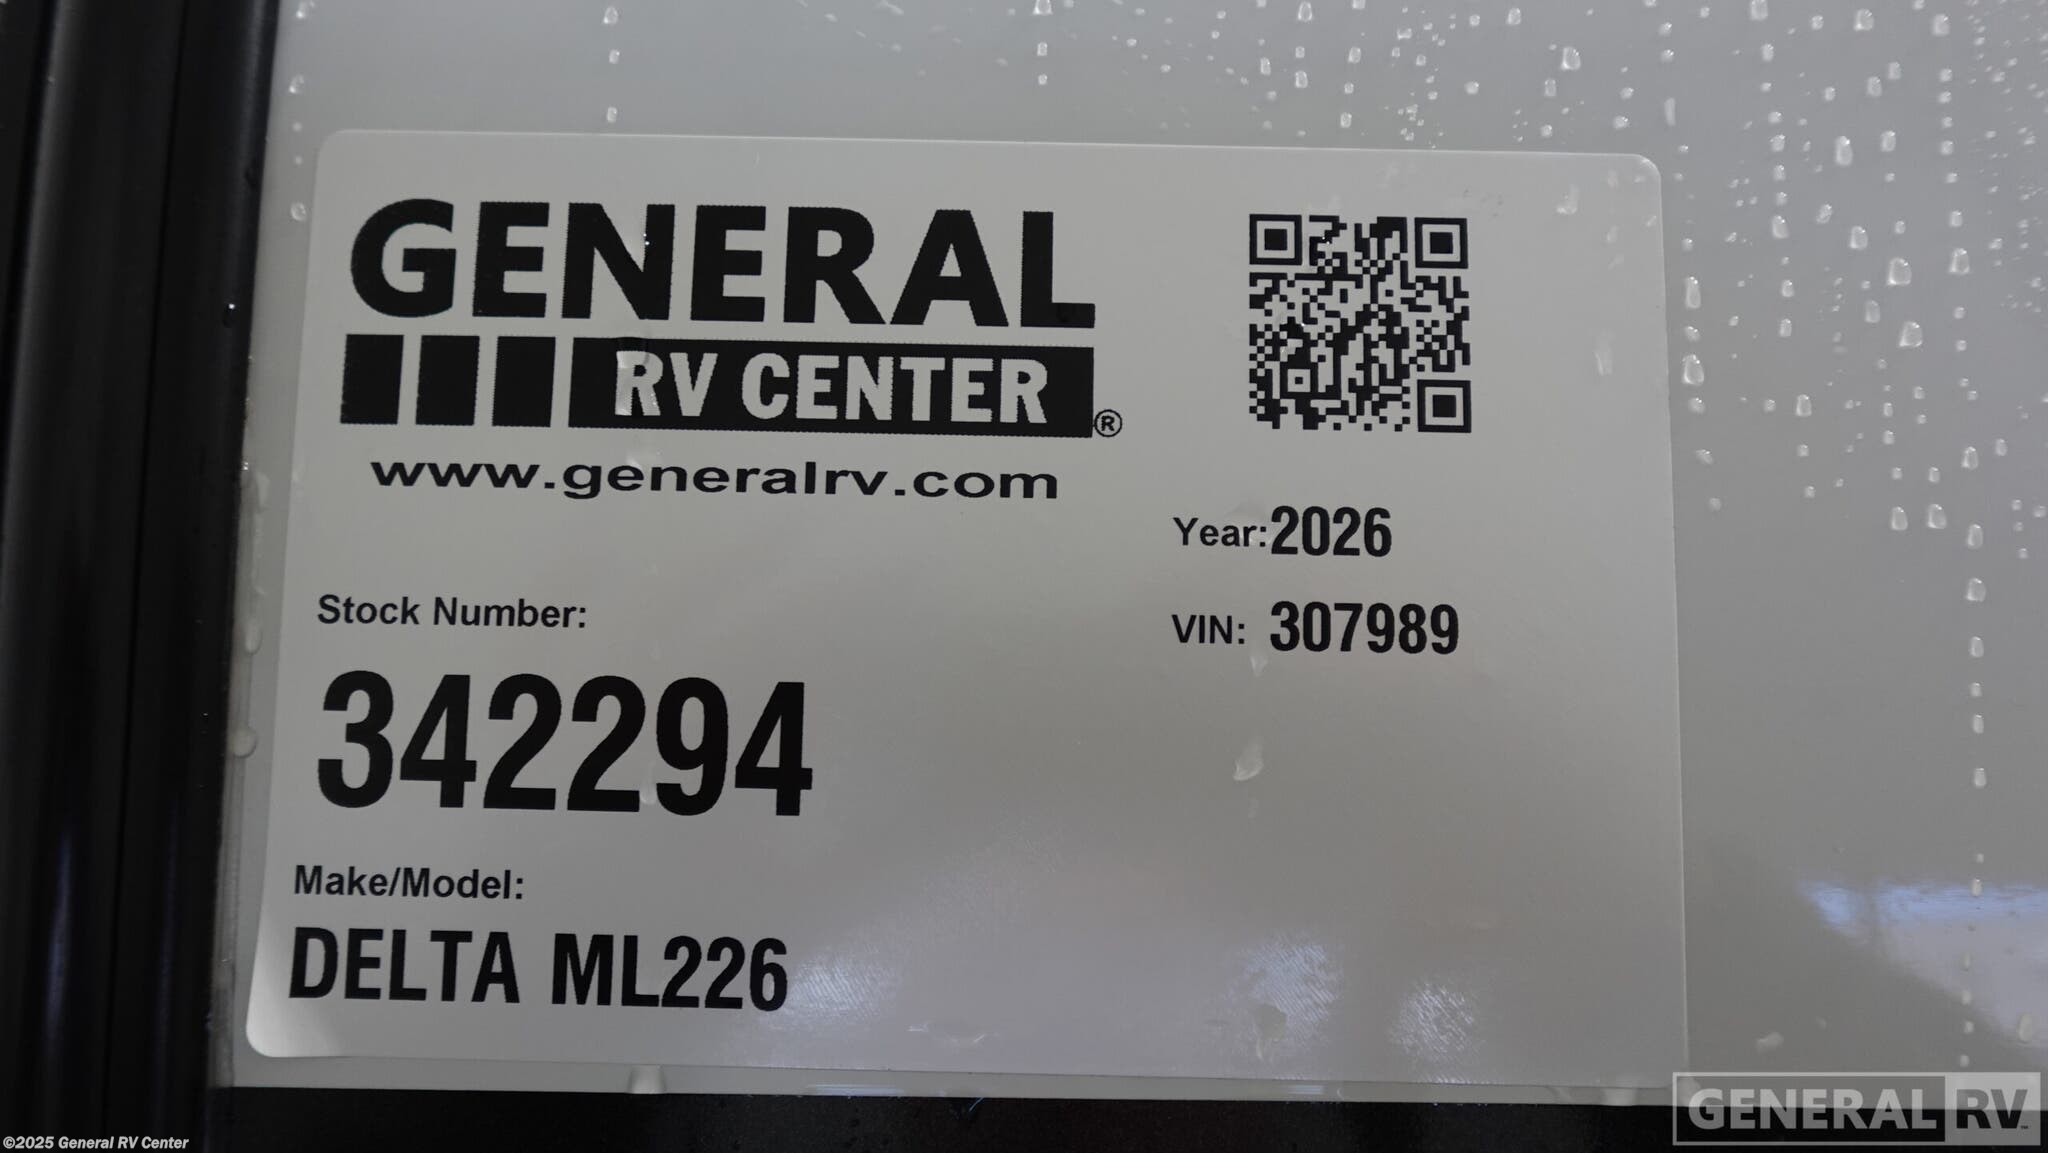 GENERAL
RV CENTER®
www.generalrv.com
Year: 2026
VIN: 307989
Stock Number:
342294
Make/Model:
DELTA ML226
©2025 General RV Center
GENERAL RV™